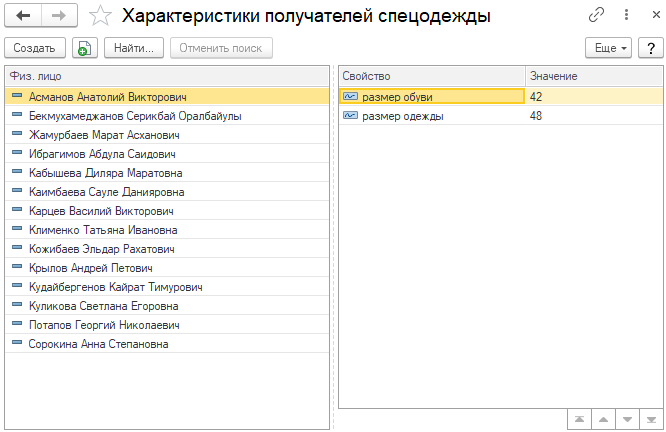 Характеристики получателей спецодежды
Создать Найти... Отменить поиск Еще ?
Физ. лицо
Асманов Анатолий Викторович
Бекмухамеджанов Серикбай Оралбайулы
Жамурбаев Марат Асханович
Ибрагимов Абдула Саидович
Кабышева Диляра Маратовна
Каимбаева Сауле Данияровна
Карцев Василий Викторович
Клименко Татьяна Ивановна
Кожибаев Эльдар Рахатович
Крылов Андрей Петович
Кудайбергенов Кайрат Тимурович
Куликова Светлана Егоровна
Потапов Георгий Николаевич
Сорокина Анна Степановна
Свойство Значение
размер обуви 42
размер одежды 48